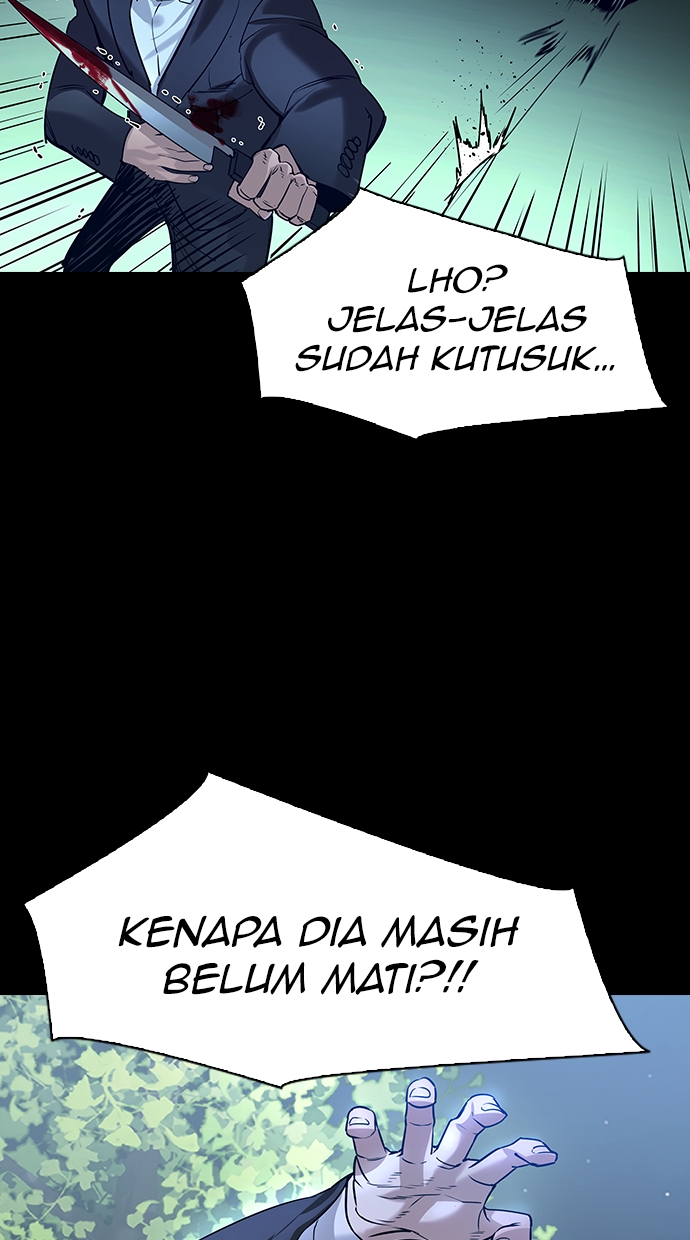 LHO?
JELAS-JELAS
SUDAH KUTUSUK...
KENAPA DIA MASIH
BELUM MATI?!!